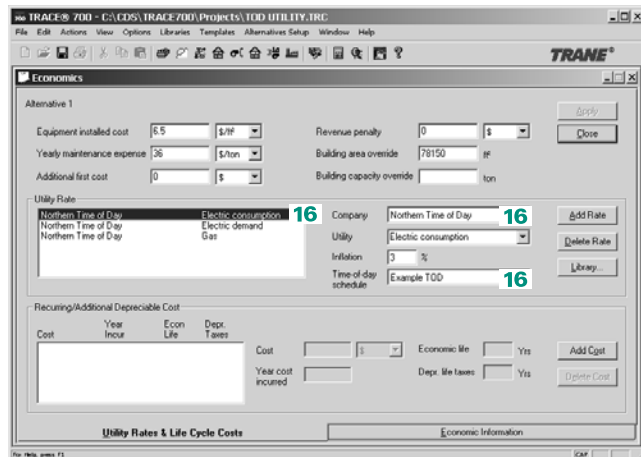 TRACE® 700 - C:\CDS\TRACE700\Projects\TOD UTILITY.TRC
File Edit Actions View Options Libraries Templates Alternatives Setup Window Help
TRANE®
Economics
Alternative 1
Apply
Equipment installed cost 6.5 $/ft² Revenue penalty 0 $ Close
Yearly maintenance expense 36 $/ton Building area override 78150 ft²
Additional first cost 0 $ Building capacity override ton
Utility Rate
Northern Time of Day Electric consumption 16 Company Northern Time of Day 16 Add Rate
Northern Time of Day Electric demand Utility Electric consumption
Northern Time of Day Gas Delete Rate
Inflation 3 %
Time-of-day schedule Example TOD 16 Library...
Recurring/Additional Depreciable Cost
Cost Year Incur Econ Life Depr. Taxes
Cost $ Economic life Yrs Add Cost
Year cost incurred Depr. life taxes Yrs Delete Cost
Utility Rates & Life Cycle Costs Economic Information
For Help, press F1 CAP